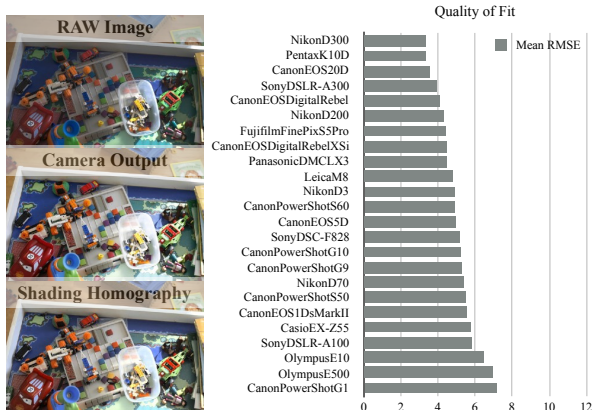 RAW Image
Camera Output
Shading Homography
Quality of Fit
Mean RMSE
NikonD300
PentaxK10D
CanonEOS20D
SonyDSLR-A300
CanonEOSDigitalRebel
NikonD200
FujifilmFinePixS5Pro
CanonEOSDigitalRebelXSi
PanasonicDMCLX3
LeicaM8
NikonD3
CanonPowerShotS60
CanonEOS5D
SonyDSC-F828
CanonPowerShotG10
CanonPowerShotG9
NikonD70
CanonPowerShotS50
CanonEOS1DsMarkII
CasioEX-Z55
SonyDSLR-A100
OlympusE10
OlympusE500
CanonPowerShotG1
0 2 4 6 8 10 12